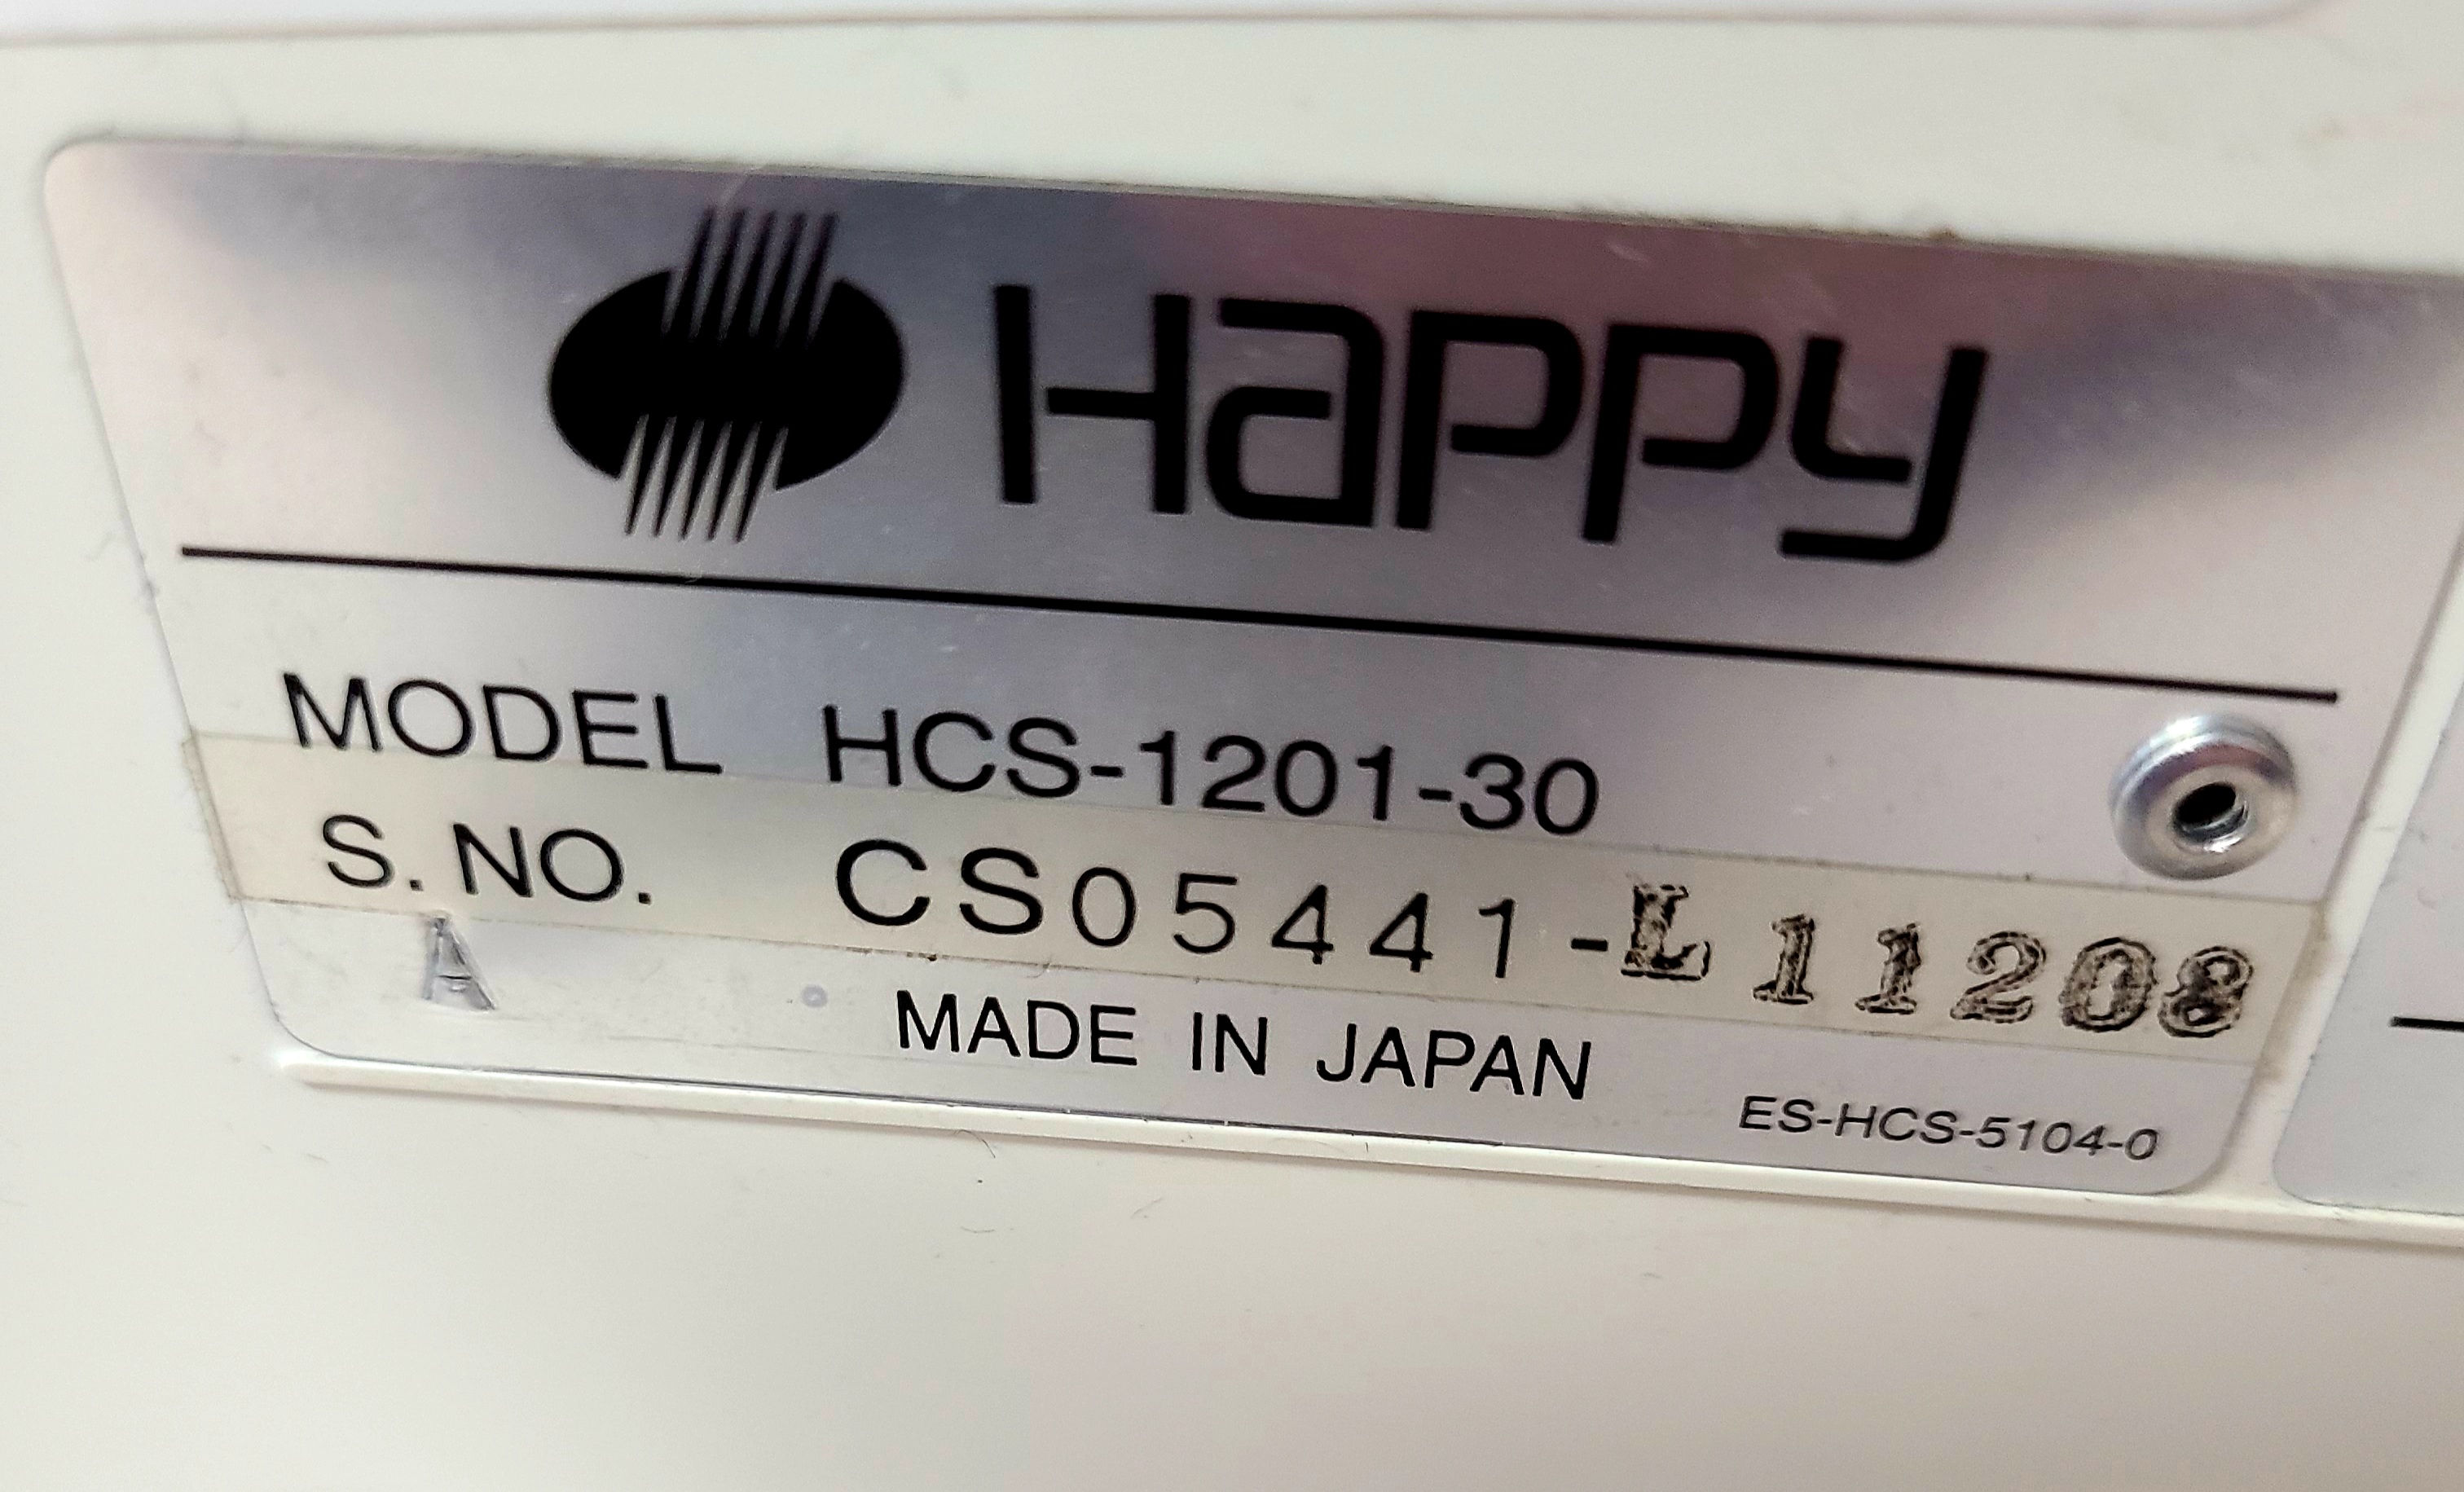 Happy
MODEL HCS-1201-30
S. NO. CS05441-L11208
A
MADE IN JAPAN
ES-HCS-5104-0